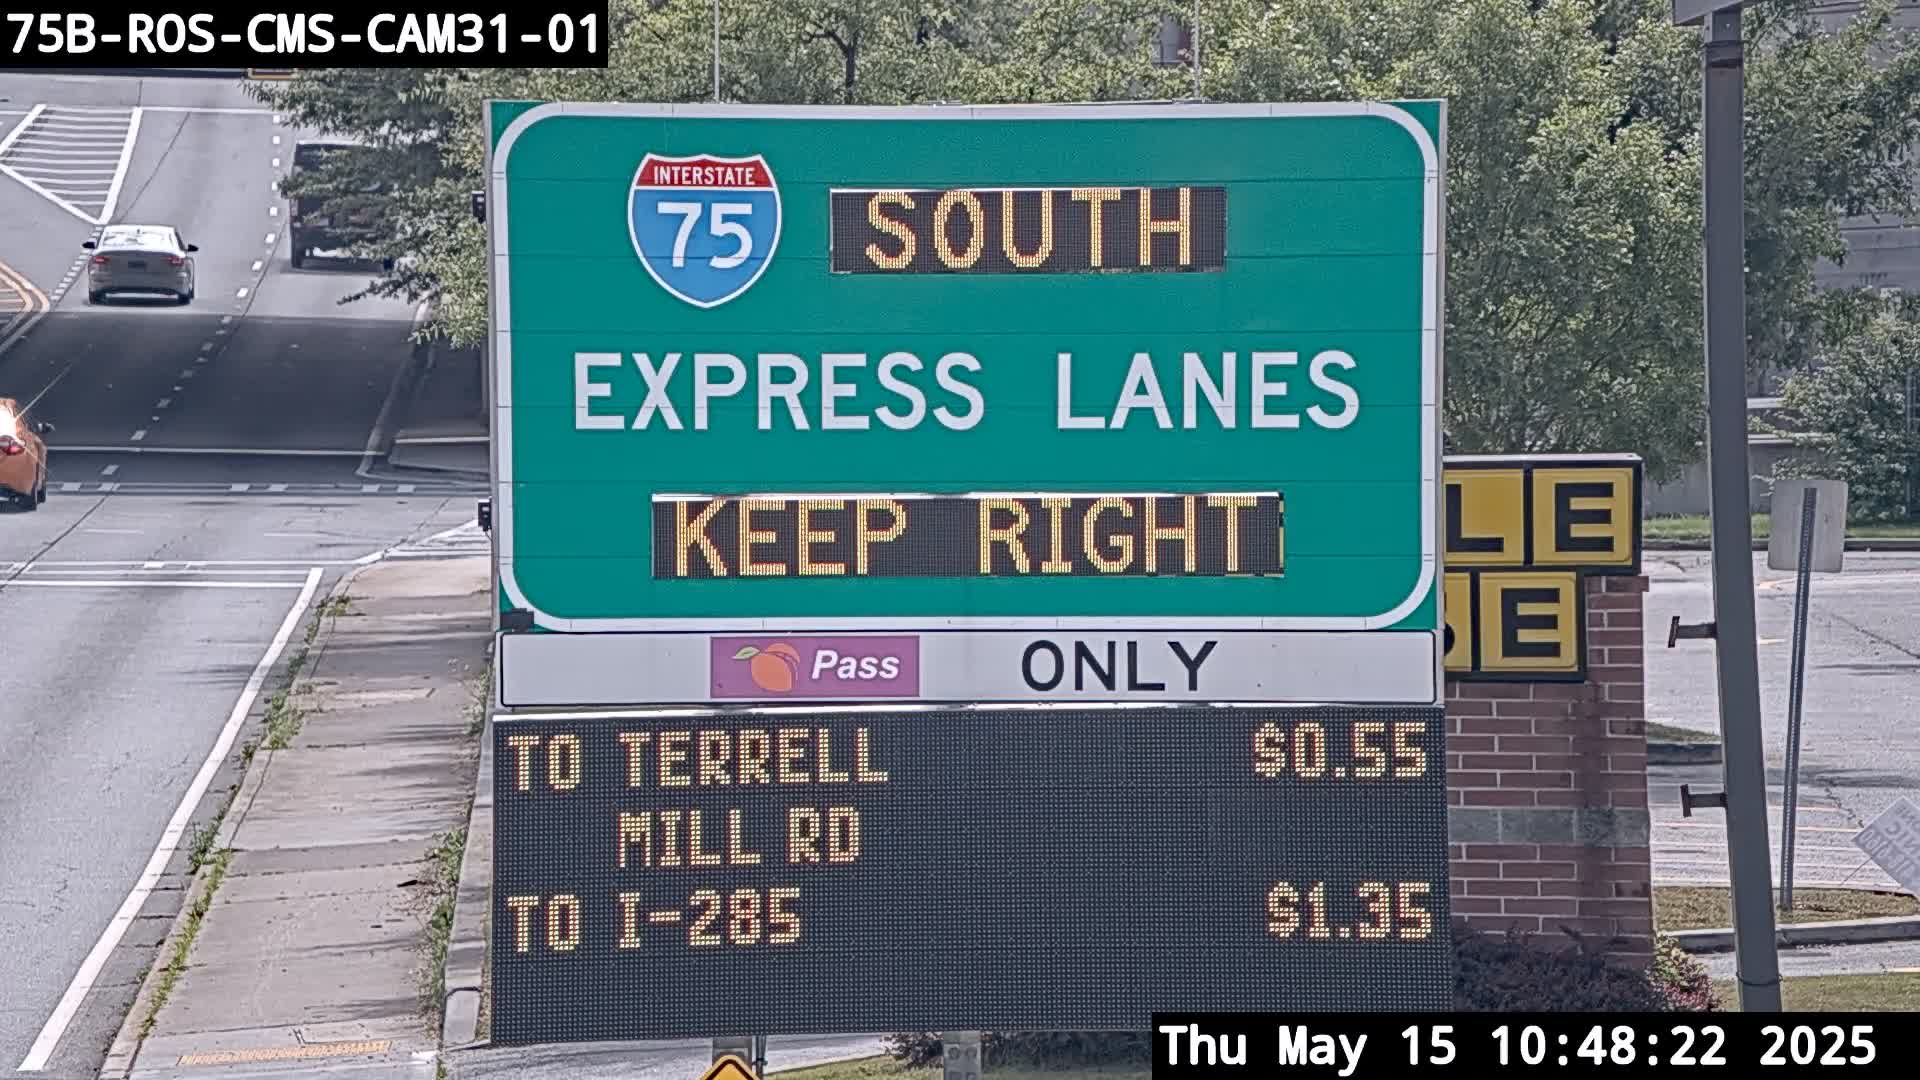 75B-ROS-CMS-CAM31-01
INTERSTATE
75
SOUTH
EXPRESS LANES
KEEP RIGHT
Pass ONLY
TO TERRELL $0.55
MILL RD
TO I-285 $1.35
LE
E
Thu May 15 10:48:22 2025